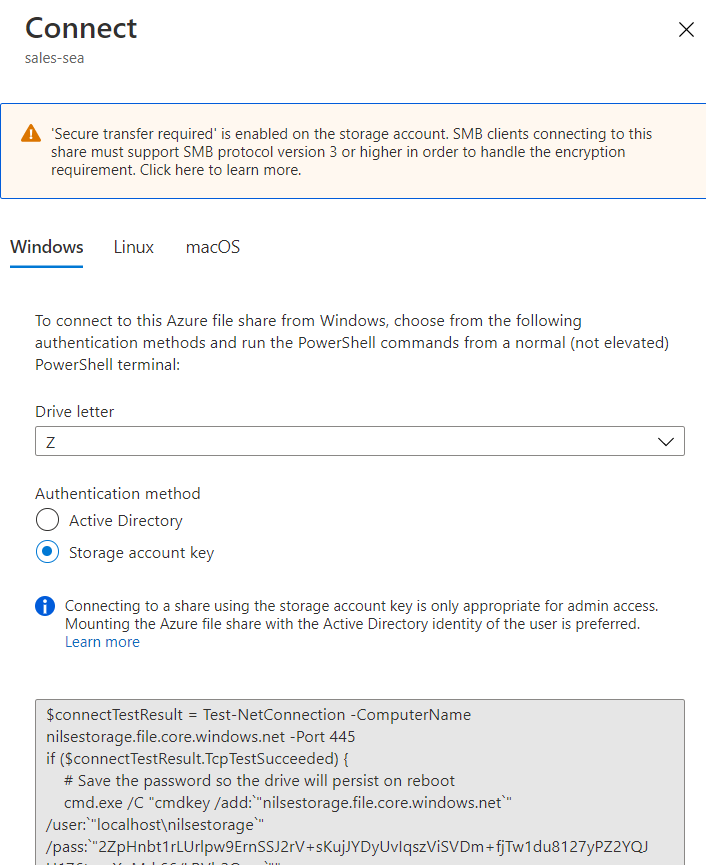 Connect
sales-sea
'Secure transfer required' is enabled on the storage account. SMB clients connecting to this
share must support SMB protocol version 3 or higher in order to handle the encryption
requirement. Click here to learn more.
Windows Linux macOS
To connect to this Azure file share from Windows, choose from the following
authentication methods and run the PowerShell commands from a normal (not elevated)
PowerShell terminal:
Drive letter
Z
Authentication method
Active Directory
Storage account key
Connecting to a share using the storage account key is only appropriate for admin access.
Mounting the Azure file share with the Active Directory identity of the user is preferred.
Learn more
$connectTestResult = Test-NetConnection -ComputerName
nilsestorage.file.core.windows.net -Port 445
if ($connectTestResult.TcpTestSucceeded) {
# Save the password so the drive will persist on reboot
cmd.exe /C "cmdkey /add:`"nilsestorage.file.core.windows.net`"
/user:`"localhost\nilsestorage`"
/pass:`"2ZpHnbt1rLUrlpw9ErnSSJ2rV+sKujJYDyUvIqszViSVDm+fjTw1du8127yPZ2YQJ